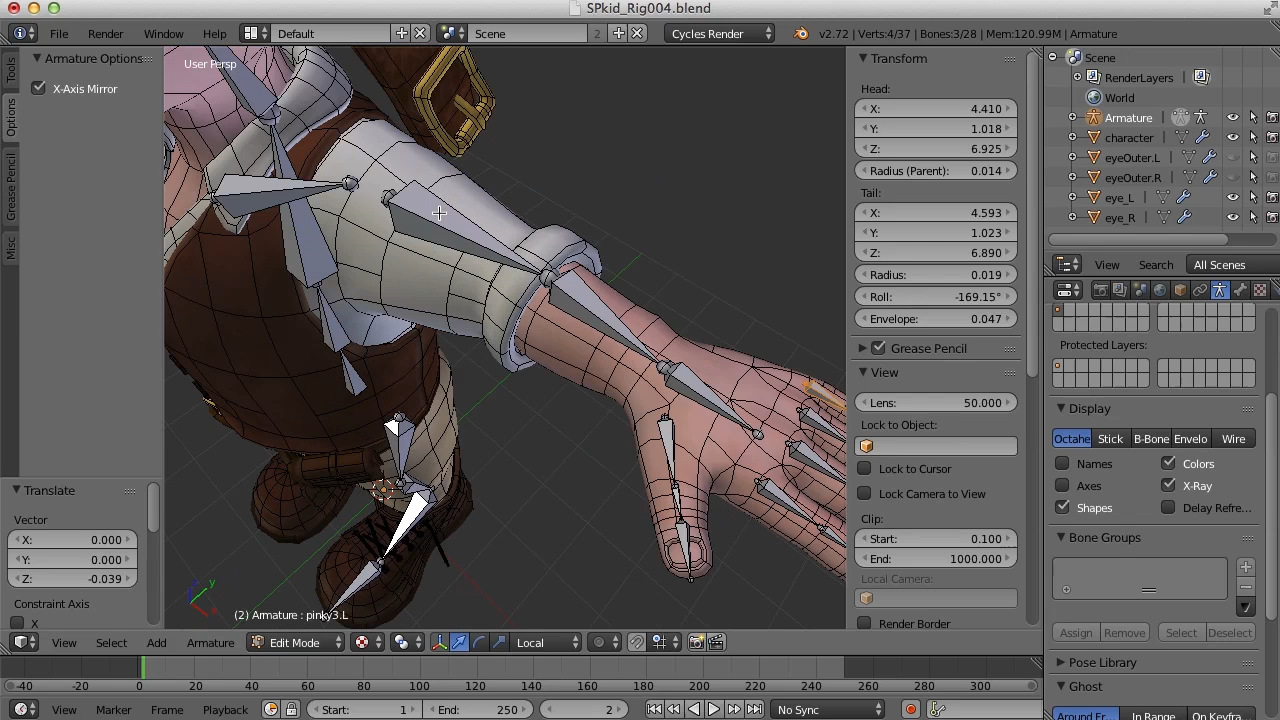 SPkid_Rig004.blend
File Render Window Help Default Scene 2 Cycles Render v2.72 | Verts:4/37 | Bones:3/28 | Mem:120.99M | Armature
Tools
Options
Grease Pencil
Misc
Armature Options
X-Axis Mirror
Translate
Vector
X: 0.000
Y: 0.000
Z: -0.039
Constraint Axis
X
User Persp
(2) Armature : pinky3.L
Transform
Head:
X: 4.410
Y: 1.018
Z: 6.925
Radius (Parent): 0.014
Tail:
X: 4.593
Y: 1.023
Z: 6.890
Radius: 0.019
Roll: -169.15°
Envelope: 0.047
Grease Pencil
View
Lens: 50.000
Lock to Object:
Lock to Cursor
Lock Camera to View
Clip:
Start: 0.100
End: 1000.000
Local Camera:
Render Border
Scene
RenderLayers
World
Armature
character
eyeOuter.L
eyeOuter.R
eye_L
eye_R
View Search All Scenes
Protected Layers:
Display
Octahe Stick B-Bone Envelo Wire
Names Colors
Axes X-Ray
Shapes Delay Refre...
Bone Groups
Assign Remove Select Deselect
Pose Library
Ghost
Around Fr... In Range On Keyfra...
View Select Add Armature Edit Mode Local
-40 -20 0 20 40 60 80 100 120 140 160 180 200 220 240 260 280 300
View Marker Frame Playback Start: 1 End: 250 2 No Sync